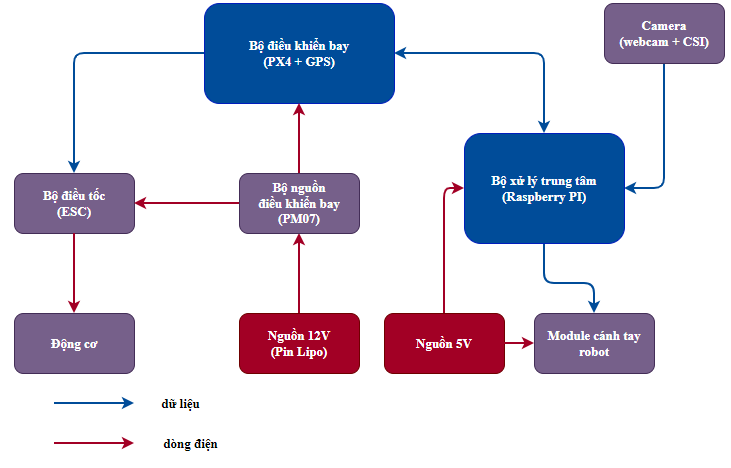 Bộ điều khiển bay
(PX4 + GPS)
Camera
(webcam + CSI)
Bộ điều tốc
(ESC)
Bộ nguồn
điều khiển bay
(PM07)
Bộ xử lý trung tâm
(Raspberry PI)
Động cơ
Nguồn 12V
(Pin Lipo)
Nguồn 5V
Module cánh tay
robot
dữ liệu
dòng điện